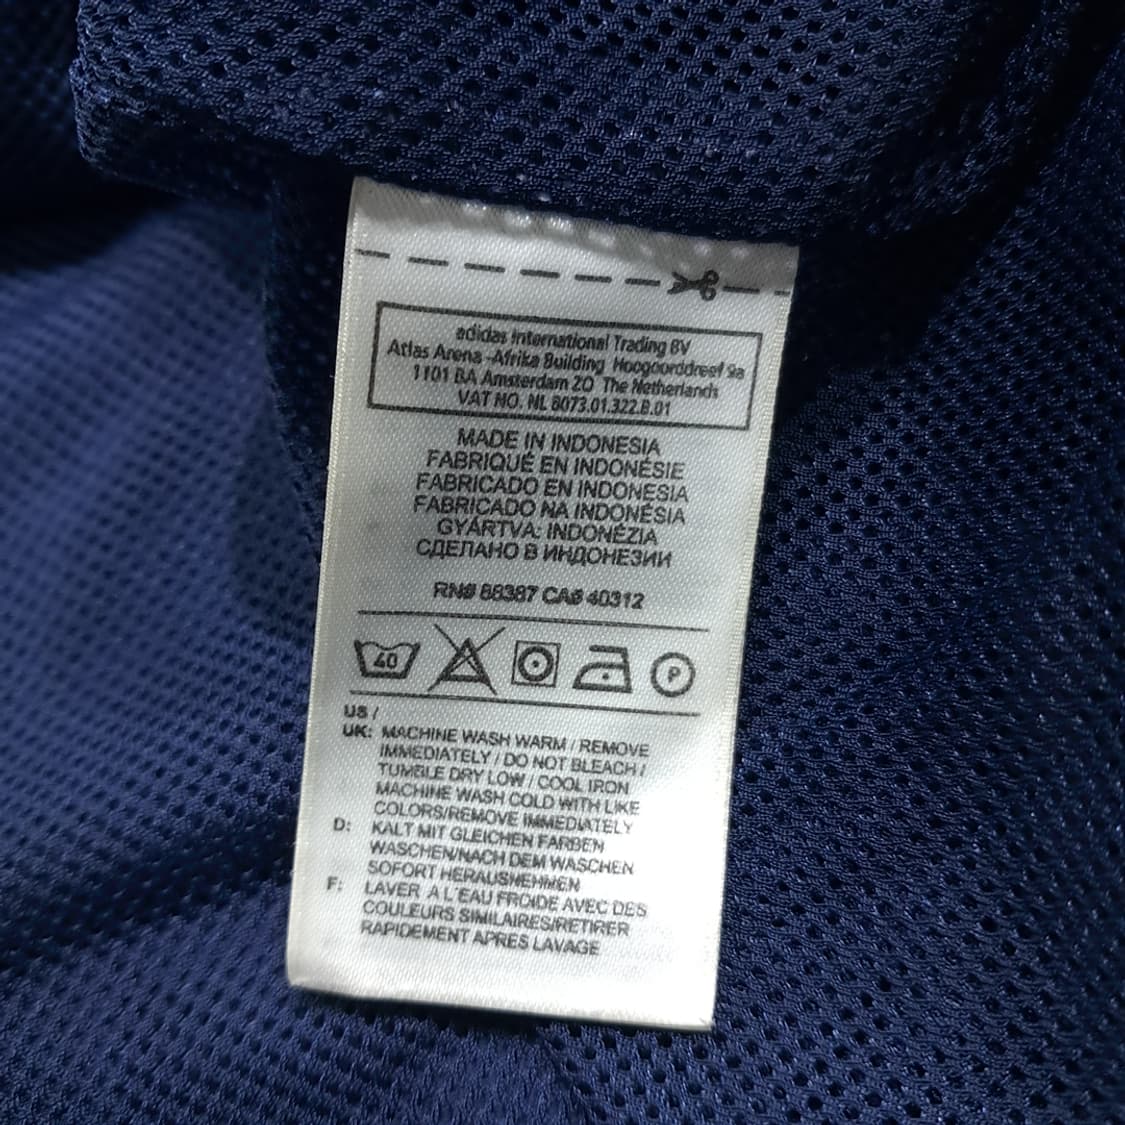 adidas International Trading BV
Atlas Arena -Afrika Building Hoogoorddreef 9a
1101 BA Amsterdam ZO The Netherlands
VAT NO. NL 8073.01.322.B.01
MADE IN INDONESIA
FABRIQUÉ EN INDONÉSIE
FABRICADO EN INDONESIA
FABRICADO NA INDONÉSIA
GYÁRTVA: INDONÉZIA
СДЕЛАНО В ИНДОНЕЗИИ
RN# 88387 CA# 40312
40 P
US /
UK: MACHINE WASH WARM / REMOVE
IMMEDIATELY / DO NOT BLEACH /
TUMBLE DRY LOW / COOL IRON
MACHINE WASH COLD WITH LIKE
COLORS/REMOVE IMMEDIATELY
D: KALT MIT GLEICHEN FARBEN
WASCHEN/NACH DEM WASCHEN
SOFORT HERAUSNEHMEN
F: LAVER A L'EAU FROIDE AVEC DES
COULEURS SIMILAIRES/RETIRER
RAPIDEMENT APRES LAVAGE